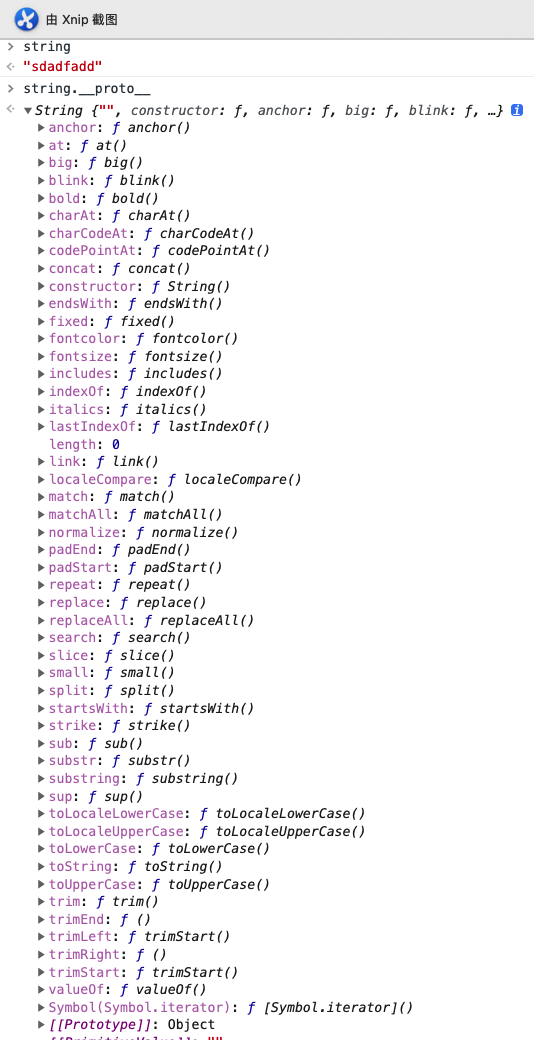 由 Xnip 截图
> string
<· "sdadfadd"
> string.__proto__
<· ▼String {"", constructor: ƒ, anchor: ƒ, big: ƒ, blink: ƒ, …} i
▶anchor: ƒ anchor()
▶at: ƒ at()
▶big: ƒ big()
▶blink: ƒ blink()
▶bold: ƒ bold()
▶charAt: ƒ charAt()
▶charCodeAt: ƒ charCodeAt()
▶codePointAt: ƒ codePointAt()
▶concat: ƒ concat()
▶constructor: ƒ String()
▶endsWith: ƒ endsWith()
▶fixed: ƒ fixed()
▶fontcolor: ƒ fontcolor()
▶fontsize: ƒ fontsize()
▶includes: ƒ includes()
▶indexOf: ƒ indexOf()
▶italics: ƒ italics()
▶lastIndexOf: ƒ lastIndexOf()
length: 0
▶link: ƒ link()
▶localeCompare: ƒ localeCompare()
▶match: ƒ match()
▶matchAll: ƒ matchAll()
▶normalize: ƒ normalize()
▶padEnd: ƒ padEnd()
▶padStart: ƒ padStart()
▶repeat: ƒ repeat()
▶replace: ƒ replace()
▶replaceAll: ƒ replaceAll()
▶search: ƒ search()
▶slice: ƒ slice()
▶small: ƒ small()
▶split: ƒ split()
▶startsWith: ƒ startsWith()
▶strike: ƒ strike()
▶sub: ƒ sub()
▶substr: ƒ substr()
▶substring: ƒ substring()
▶sup: ƒ sup()
▶toLocaleLowerCase: ƒ toLocaleLowerCase()
▶toLocaleUpperCase: ƒ toLocaleUpperCase()
▶toLowerCase: ƒ toLowerCase()
▶toString: ƒ toString()
▶toUpperCase: ƒ toUpperCase()
▶trim: ƒ trim()
▶trimEnd: ƒ ()
▶trimLeft: ƒ trimStart()
▶trimRight: ƒ ()
▶trimStart: ƒ trimStart()
▶valueOf: ƒ valueOf()
▶Symbol(Symbol.iterator): ƒ [Symbol.iterator]()
▶[[Prototype]]: Object
[[PrimitiveValue]]: ""